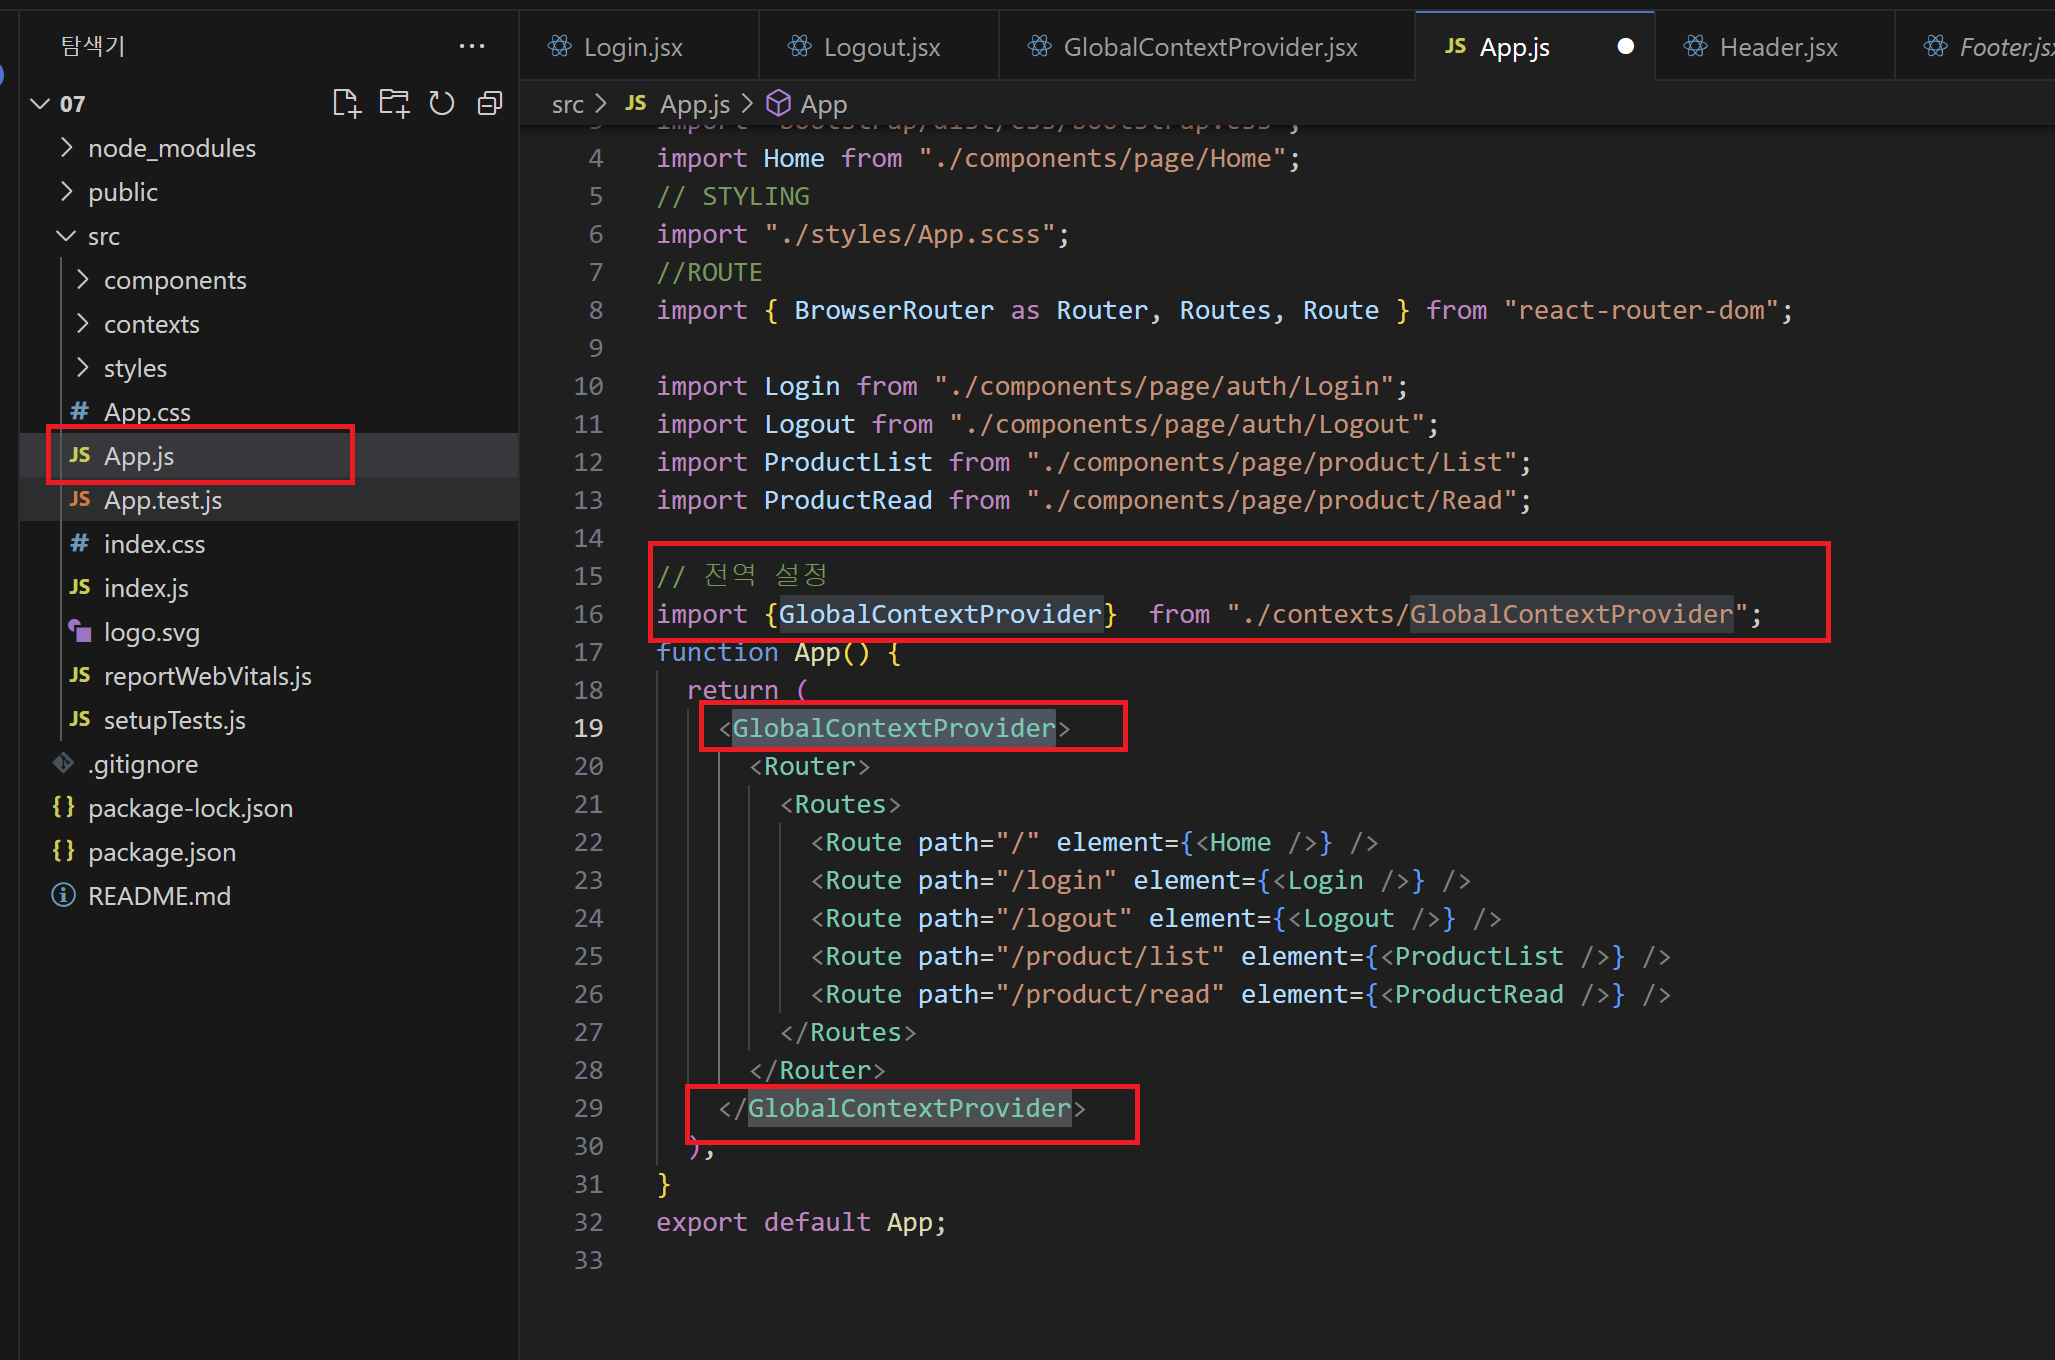 탐색기
Login.jsx
Logout.jsx
GlobalContextProvider.jsx
JS App.js
Header.jsx
Footer.jsx
07
src > JS App.js > App
node_modules
public
src
components
contexts
styles
# App.css
JS App.js
JS App.test.js
# index.css
JS index.js
logo.svg
JS reportWebVitals.js
JS setupTests.js
.gitignore
{} package-lock.json
{} package.json
README.md
3 import "bootstrap/dist/css/bootstrap.css";
4 import Home from "./components/page/Home";
5 // STYLING
6 import "./styles/App.scss";
7 //ROUTE
8 import { BrowserRouter as Router, Routes, Route } from "react-router-dom";
9
10 import Login from "./components/page/auth/Login";
11 import Logout from "./components/page/auth/Logout";
12 import ProductList from "./components/page/product/List";
13 import ProductRead from "./components/page/product/Read";
14
15 // 전역 설정
16 import {GlobalContextProvider}  from "./contexts/GlobalContextProvider";
17 function App() {
18 return (
19 <GlobalContextProvider>
20 <Router>
21 <Routes>
22 <Route path="/" element={<Home />} />
23 <Route path="/login" element={<Login />} />
24 <Route path="/logout" element={<Logout />} />
25 <Route path="/product/list" element={<ProductList />} />
26 <Route path="/product/read" element={<ProductRead />} />
27 </Routes>
28 </Router>
29 </GlobalContextProvider>
30 );
31 }
32 export default App;
33